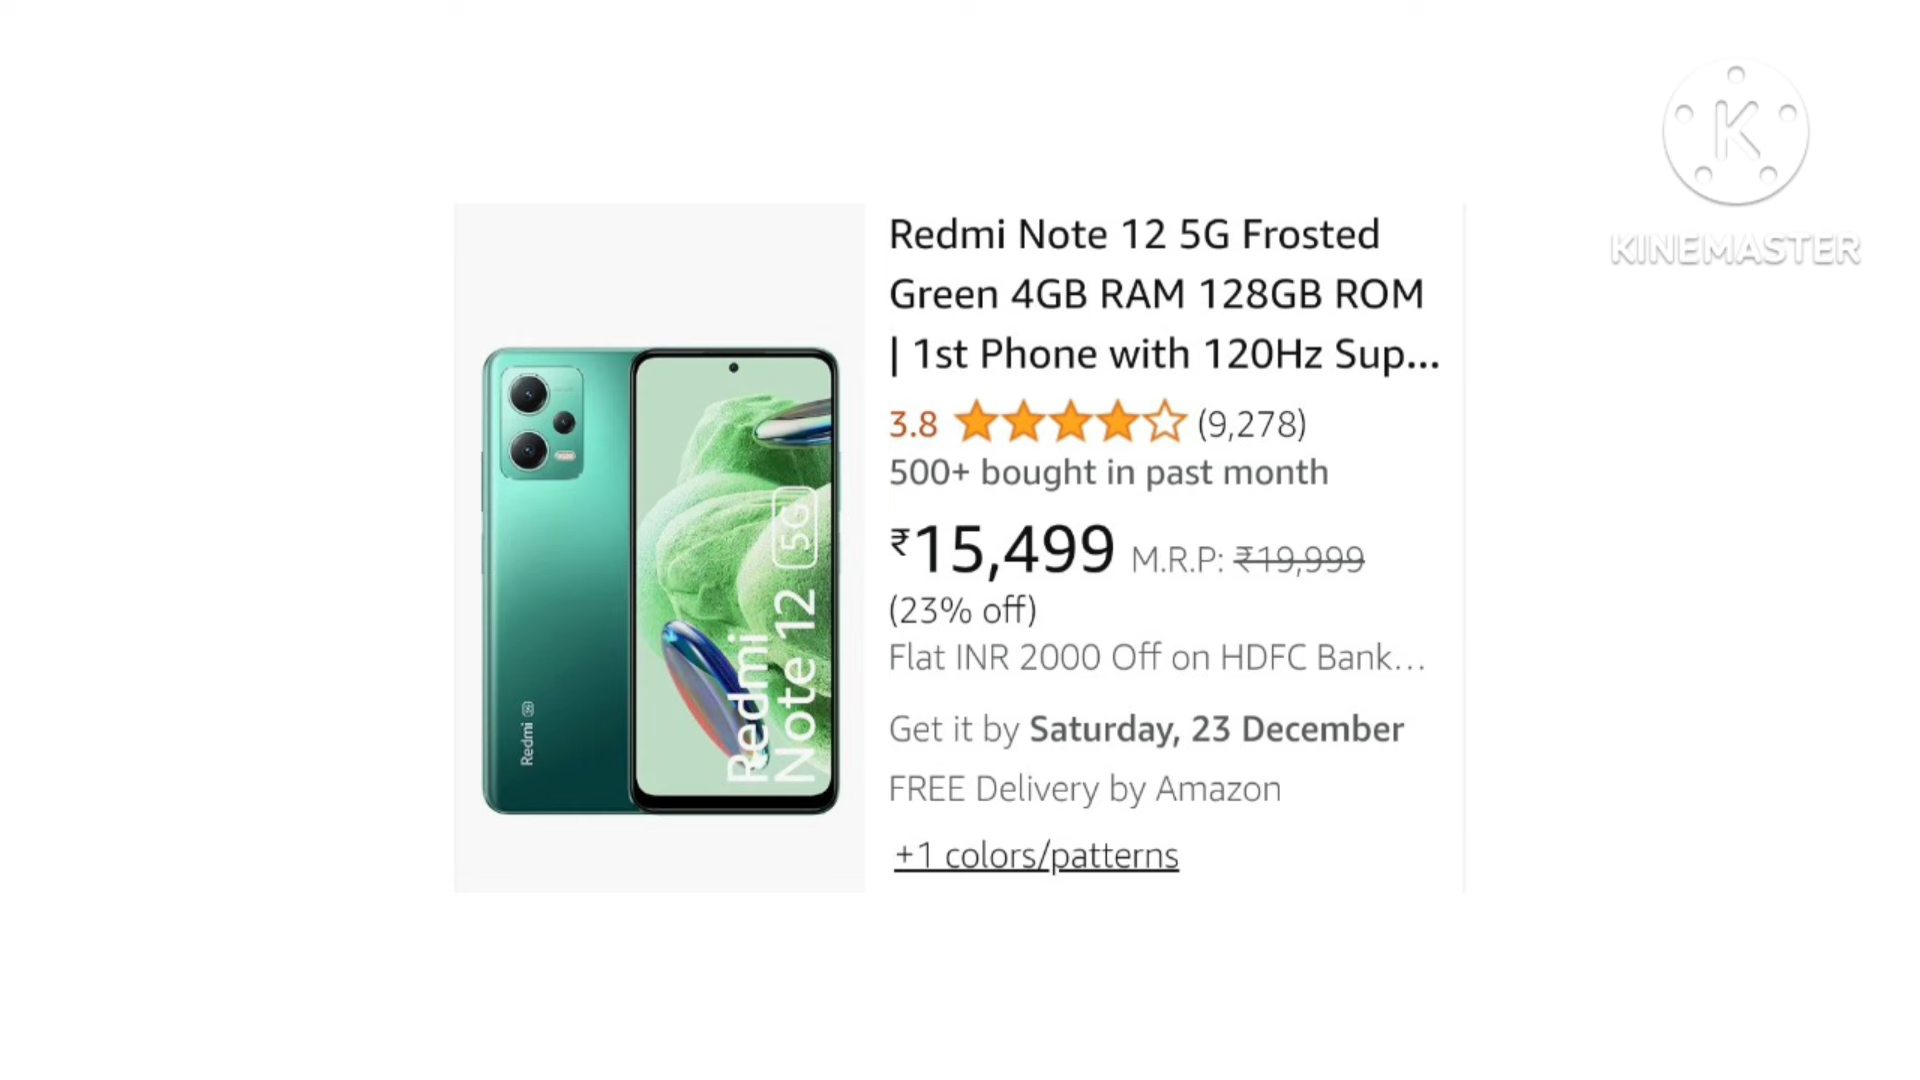 K
KINEMASTER
Redmi Note 12 5G Frosted
Green 4GB RAM 128GB ROM
| 1st Phone with 120Hz Sup...
3.8 (9,278)
500+ bought in past month
₹15,499 M.R.P: ₹19,999
(23% off)
Flat INR 2000 Off on HDFC Bank...
Get it by Saturday, 23 December
FREE Delivery by Amazon
+1 colors/patterns
Redmi 5G
Redmi
Note 12 5G